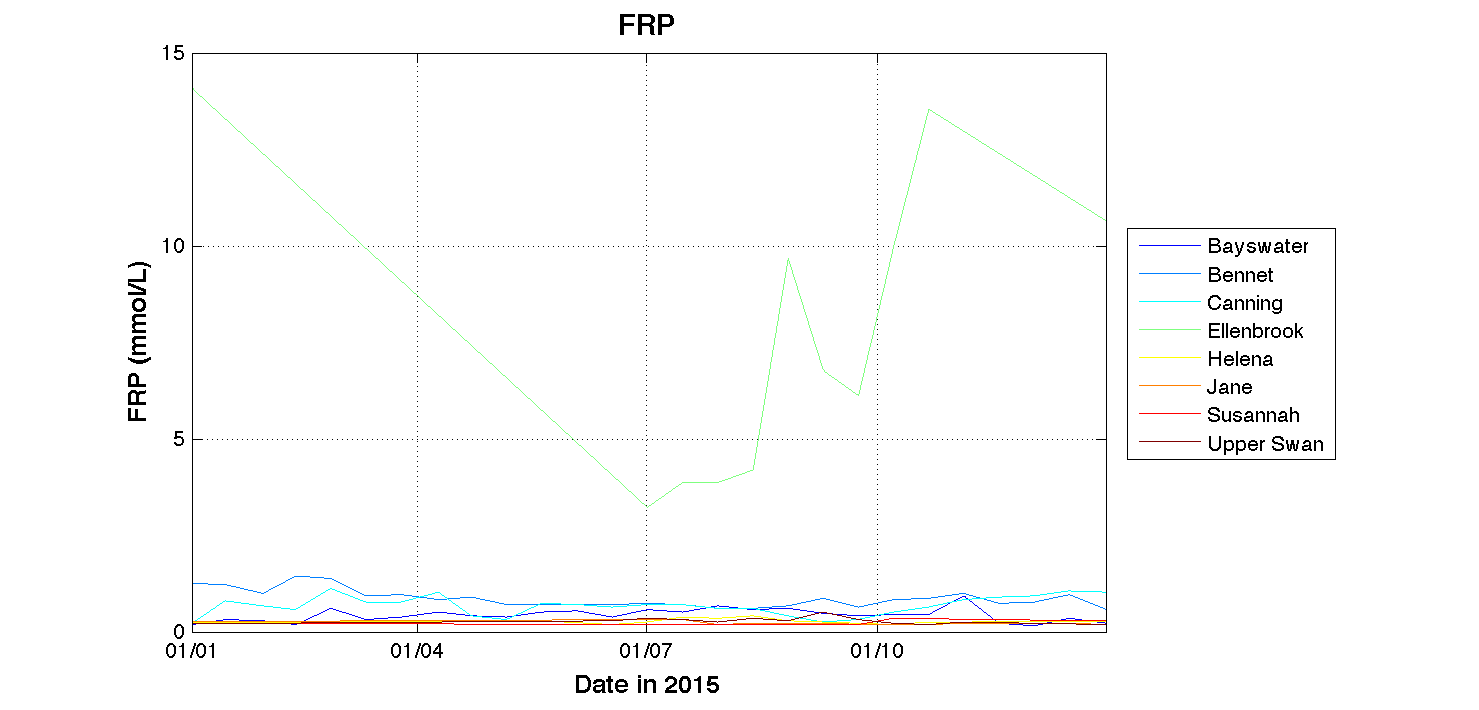 FRP
15
10
5
0
FRP (mmol/L)
01/01
01/04
01/07
01/10
Date in 2015
Bayswater
Bennet
Canning
Ellenbrook
Helena
Jane
Susannah
Upper Swan